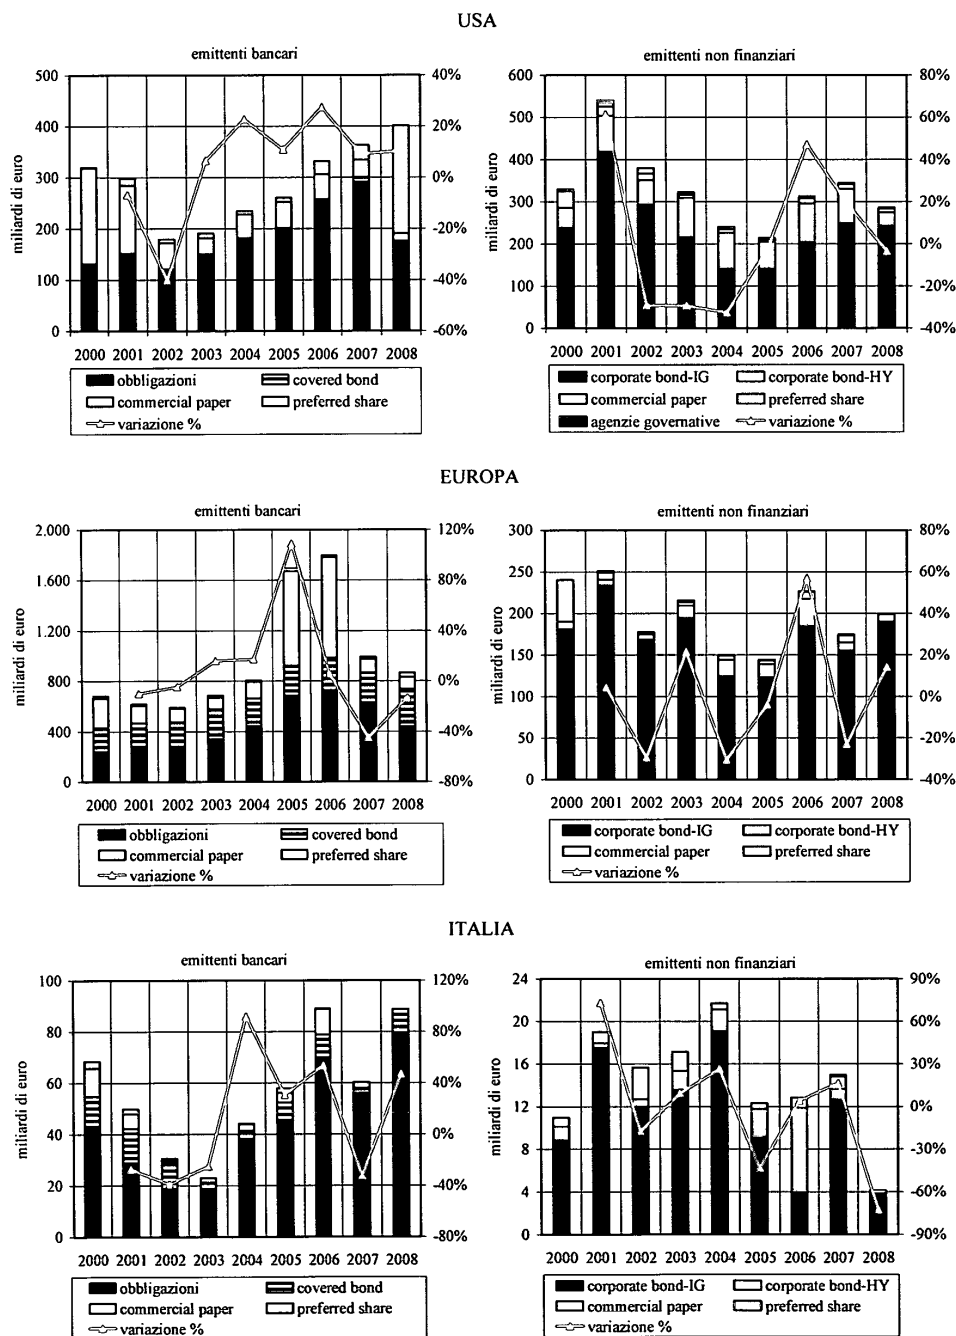 USA
emittenti bancari
500
400
300
200
100
0
miliardi di euro
40%
20%
0%
-20%
-40%
-60%
2000 2001 2002 2003 2004 2005 2006 2007 2008
obbligazioni covered bond
commercial paper preferred share
variazione %
emittenti non finanziari
600
500
400
300
200
100
0
miliardi di euro
80%
60%
40%
20%
0%
-20%
-40%
2000 2001 2002 2003 2004 2005 2006 2007 2008
corporate bond-IG corporate bond-HY
commercial paper preferred share
agenzie governative variazione %
EUROPA
emittenti bancari
2.000
1.600
1.200
800
400
0
miliardi di euro
120%
80%
40%
0%
-40%
-80%
2000 2001 2002 2003 2004 2005 2006 2007 2008
obbligazioni covered bond
commercial paper preferred share
variazione %
emittenti non finanziari
300
250
200
150
100
50
0
miliardi di euro
80%
60%
40%
20%
0%
-20%
-40%
2000 2001 2002 2003 2004 2005 2006 2007 2008
corporate bond-IG corporate bond-HY
commercial paper preferred share
variazione %
ITALIA
emittenti bancari
100
80
60
40
20
0
miliardi di euro
120%
80%
40%
0%
-40%
-80%
2000 2001 2002 2003 2004 2005 2006 2007 2008
obbligazioni covered bond
commercial paper preferred share
variazione %
emittenti non finanziari
24
20
16
12
8
4
0
miliardi di euro
90%
60%
30%
0%
-30%
-60%
-90%
2000 2001 2002 2003 2004 2005 2006 2007 2008
corporate bond-IG corporate bond-HY
commercial paper preferred share
variazione %